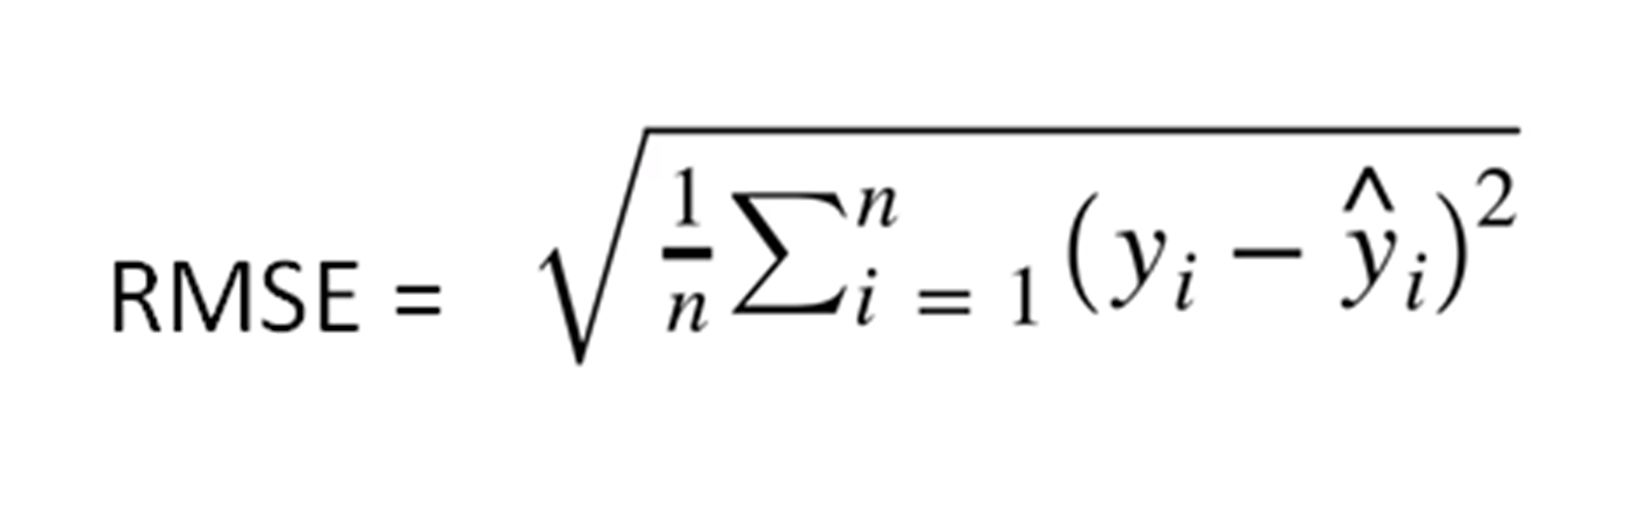 RMSE = √(1/n ∑ⁿᵢ₌₁ (yᵢ − ŷᵢ)²)